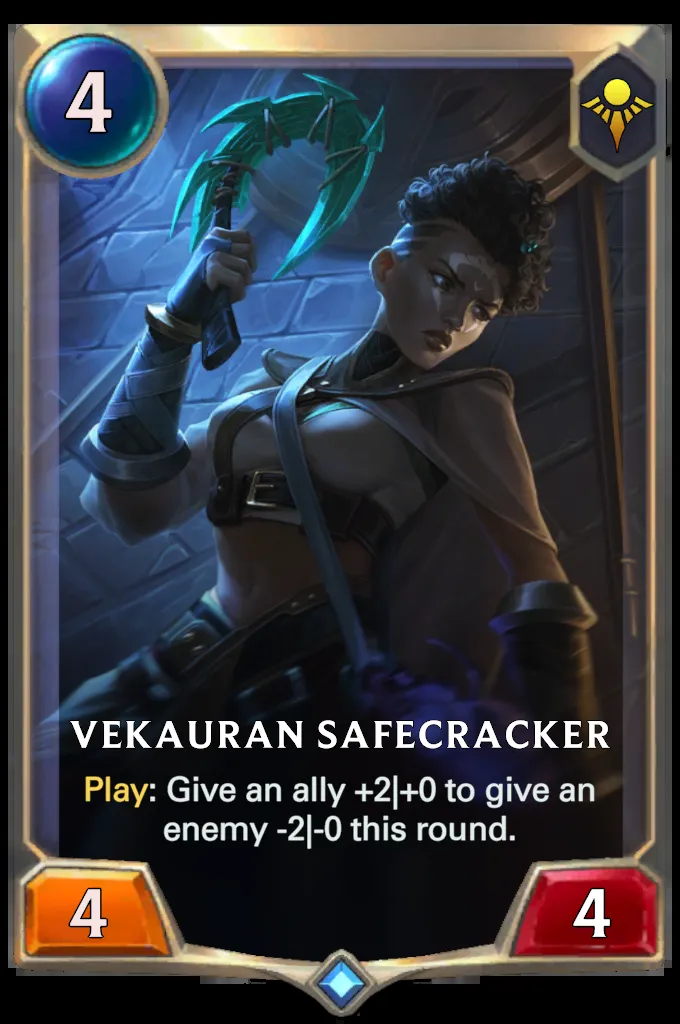 4
VEKAURAN SAFECRACKER
Play: Give an ally +2|+0 to give an
enemy -2|-0 this round.
4 4